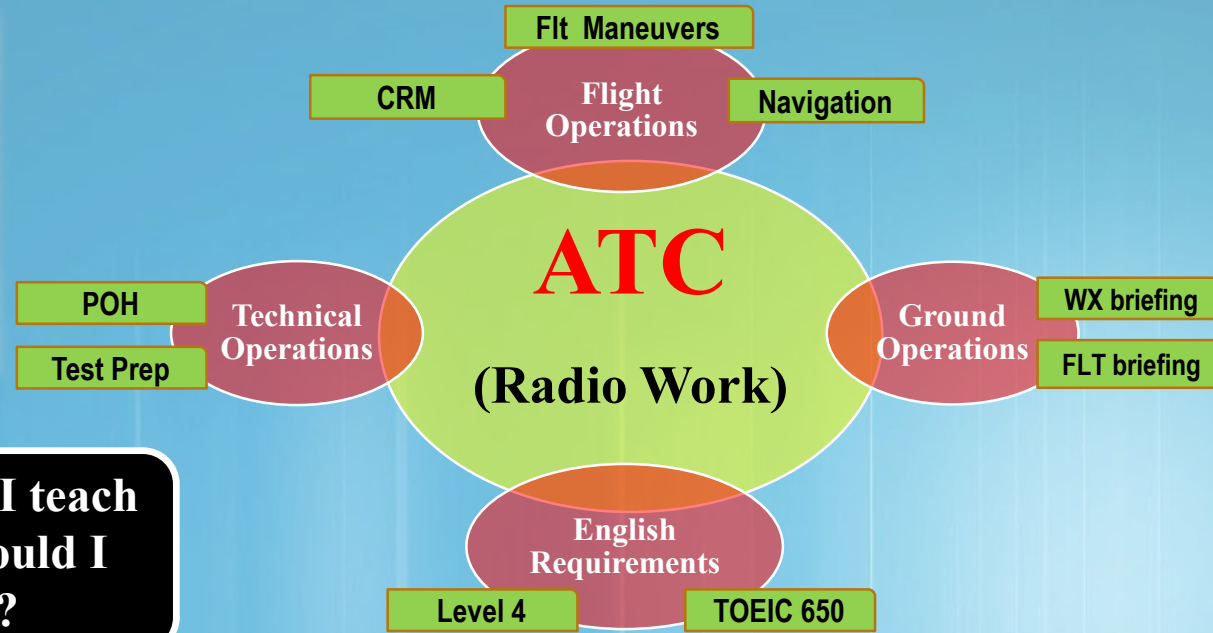 Flt Maneuvers
CRM
Flight
Operations
Navigation
ATC
(Radio Work)
POH
Technical
Operations
Test Prep
Ground
Operations
WX briefing
FLT briefing
I teach
ould I
?
English
Requirements
Level 4
TOEIC 650